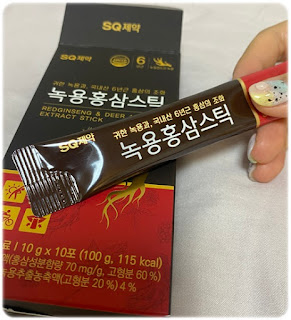 SQ제약
6
귀한 녹용과, 국내산 6년근 홍삼의 조화
녹용홍삼스틱
REDGINSENG & DEER A
EXTRACT STICK
SQ제약
귀한 녹용과, 국내산 6년근 홍삼의 조화
녹용홍삼스틱
료 I 10 g X 10포 (100 g, 115 kcal)
액(홍삼성분함량 70 mg/g, 고형분 60 %)
녹용추출농축액(고형분 20 %) 4 %